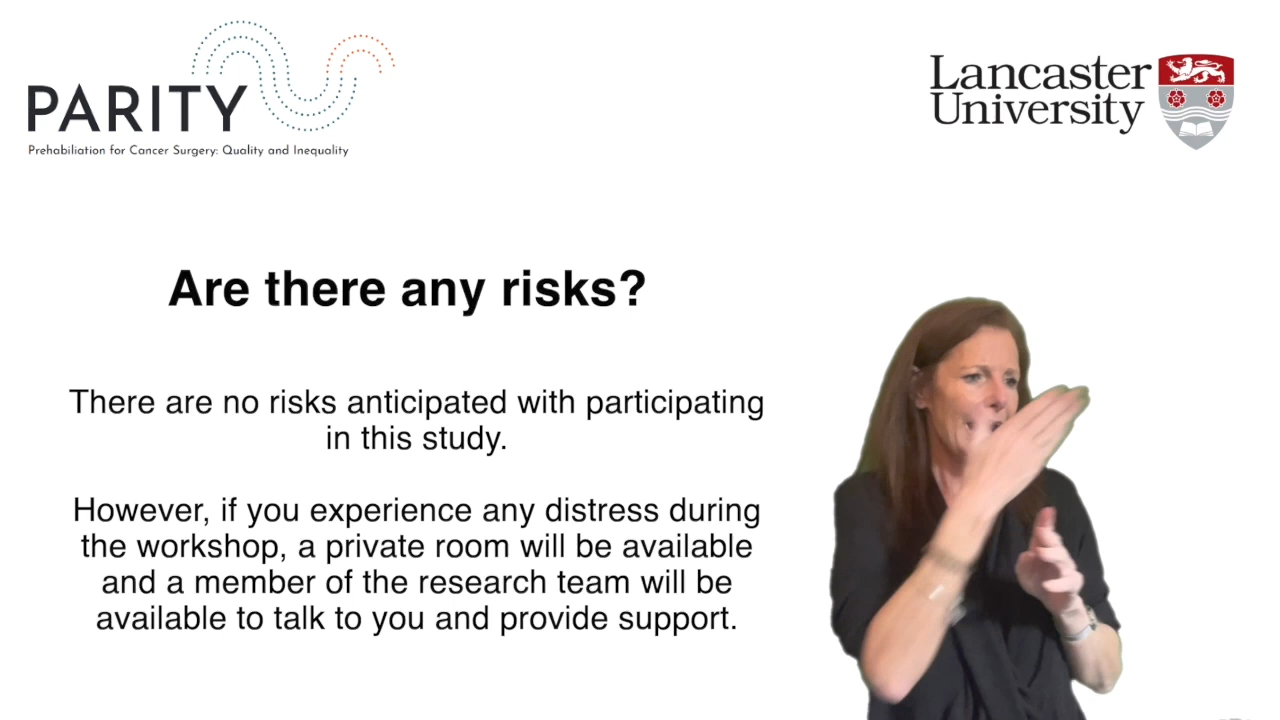 PARITY
Prehabiliation for Cancer Surgery: Quality and Inequality
Lancaster
University
Are there any risks?
There are no risks anticipated with participating
in this study.
However, if you experience any distress during
the workshop, a private room will be available
and a member of the research team will be
available to talk to you and provide support.